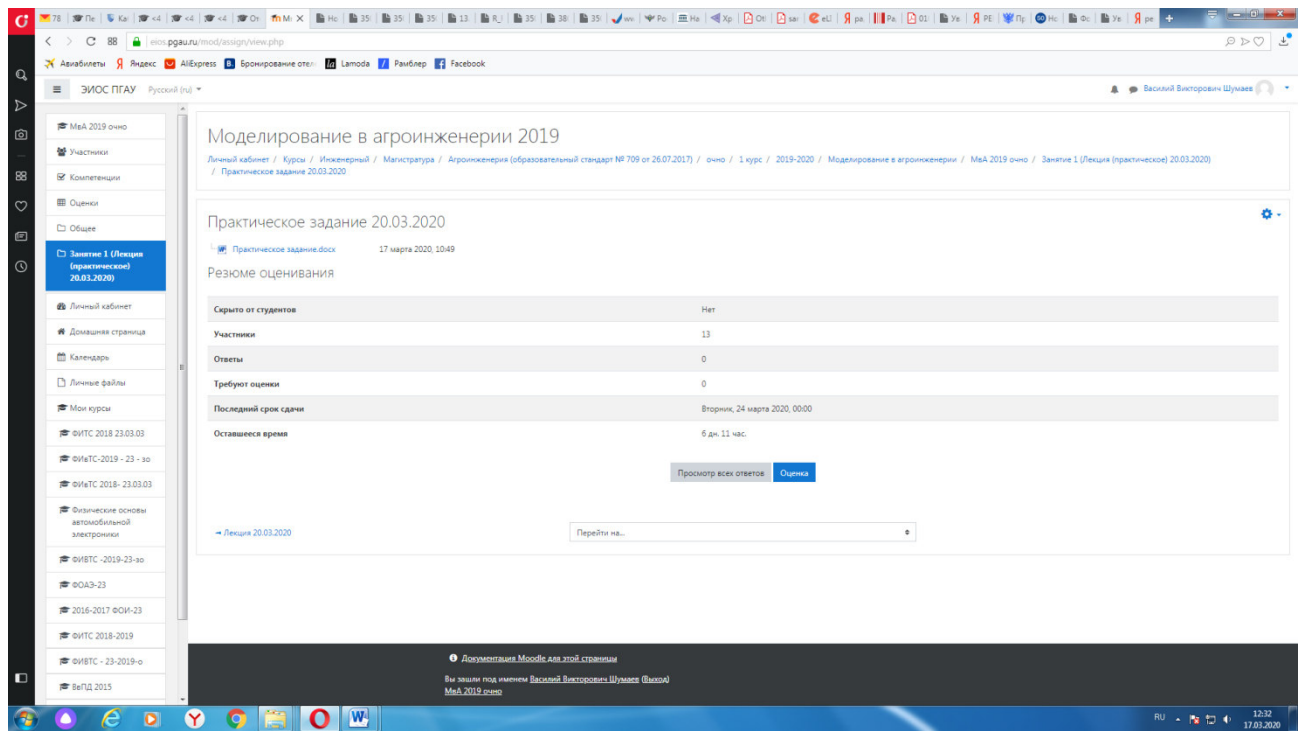 eios.pgau.ru/mod/assign/view.php
Авиабилеты Яндекс AliExpress Бронирование отел Lamoda Рамблер Facebook
ЭИОС ПГАУ Русский (ru)
Василий Викторович Шумаев
МвА 2019 очно
Участники
Компетенции
Оценки
Общее
Занятие 1 (Лекция
(практическое)
20.03.2020)
Личный кабинет
Домашняя страница
Календарь
Личные файлы
Мои курсы
ФИТС 2018 23.03.03
ФИвТС-2019 - 23 - зо
ФИвТС 2018- 23.03.03
Физические основы
автомобильной
электроники
ФИВТС -2019-23-зо
ФОАЭ-23
2016-2017 ФОИ-23
ФИТС 2018-2019
ФИВТС - 23-2019-о
ВеПД 2015
Моделирование в агроинженерии 2019
Личный кабинет / Курсы / Инженерный / Магистратура / Агроинженерия (образовательный стандарт № 709 от 26.07.2017) / очно / 1 курс / 2019-2020 / Моделирование в агроинженерии / МвА 2019 очно / Занятие 1 (Лекция (практическое) 20.03.2020)
/ Практическое задание 20.03.2020
Практическое задание 20.03.2020
Практическое задание.docx 17 марта 2020, 10:49
Резюме оценивания
Скрыто от студентов Нет
Участники 13
Ответы 0
Требуют оценки 0
Последний срок сдачи Вторник, 24 марта 2020, 00:00
Оставшееся время 6 дн. 11 час.
Просмотр всех ответов Оценка
→ Лекция 20.03.2020 Перейти на...
Документация Moodle для этой страницы
Вы зашли под именем Василий Викторович Шумаев (Выход)
МвА 2019 очно
RU 12:32
17.03.2020